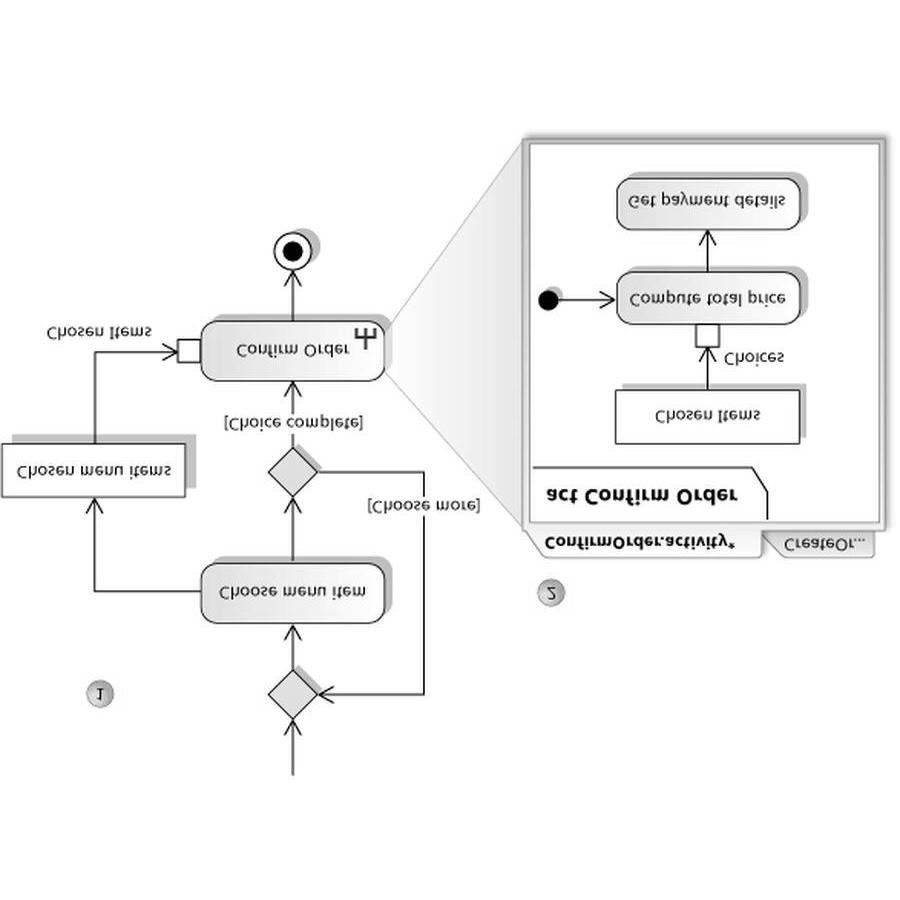 1
Choose menu item
[Choose more]
Chosen menu items
[Choice complete]
Confirm Order
Chosen Items
2
ConfirmOrder.activity*
CreateOr...
act Confirm Order
Chosen Items
Choices
Compute total price
Get payment details